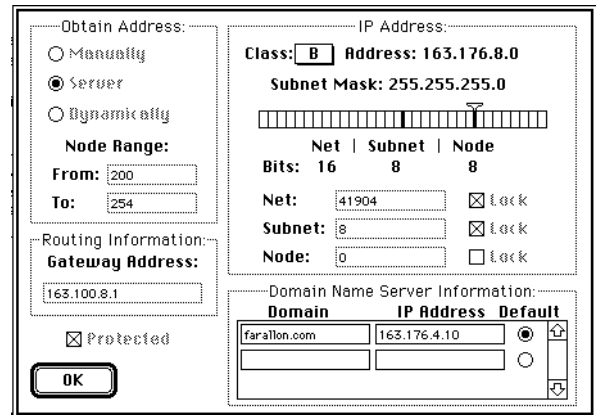 Obtain Address:
Manually
Server
Dynamically
Node Range:
From: 200
To: 254
Routing Information:
Gateway Address:
163.100.8.1
Protected
OK
IP Address:
Class: B Address: 163.176.8.0
Subnet Mask: 255.255.255.0
Net | Subnet | Node
Bits: 16 8 8
Net: 41904 Lock
Subnet: 8 Lock
Node: 0 Lock
Domain Name Server Information:
Domain IP Address Default
farallon.com 163.176.4.10